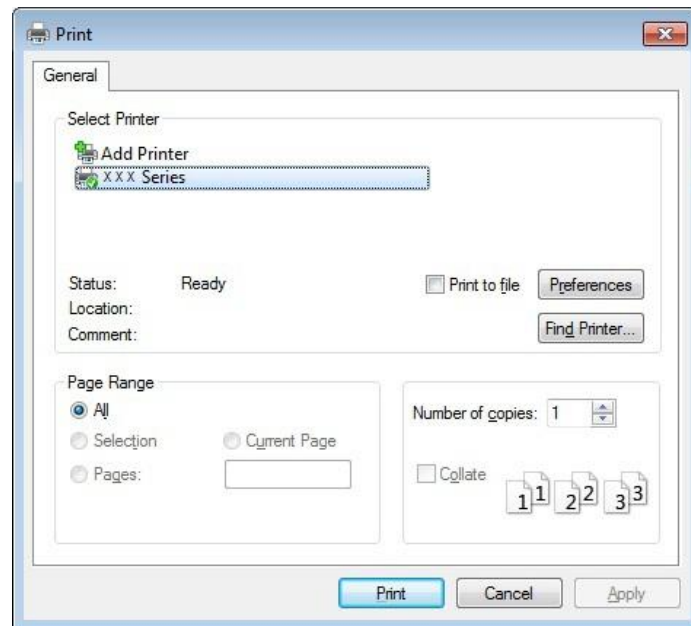 Print
General
Select Printer
Add Printer
XXX Series
Status: Ready
Print to file
Preferences
Location:
Comment:
Find Printer...
Page Range
All
Selection
Current Page
Pages:
Number of copies: 1
Collate
1 1 2 2 3 3
Print
Cancel
Apply